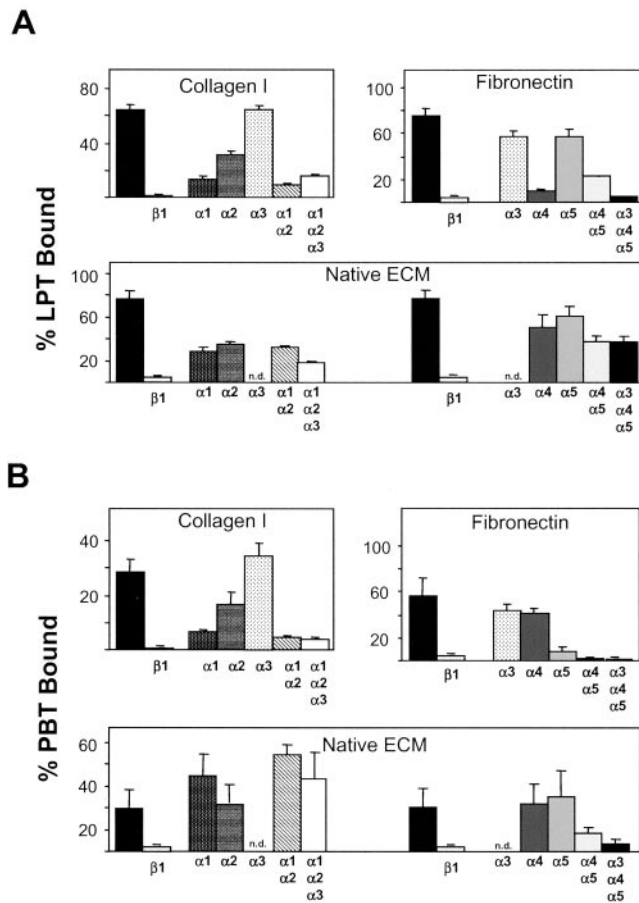 A
% LPT Bound
Collagen I
60
20
β1
α1
α2
α3
α1
α2
α1
α2
α3
Fibronectin
100
60
20
β1
α3
α4
α5
α4
α5
α3
α4
α5
Native ECM
100
60
20
n.d.
n.d.
β1
α1
α2
α3
α1
α2
α1
α2
α3
β1
α3
α4
α5
α4
α5
α3
α4
α5
B
% PBT Bound
Collagen I
40
20
β1
α1
α2
α3
α1
α2
α1
α2
α3
Fibronectin
100
60
20
β1
α3
α4
α5
α4
α5
α3
α4
α5
Native ECM
60
40
20
n.d.
n.d.
β1
α1
α2
α3
α1
α2
α1
α2
α3
β1
α3
α4
α5
α4
α5
α3
α4
α5